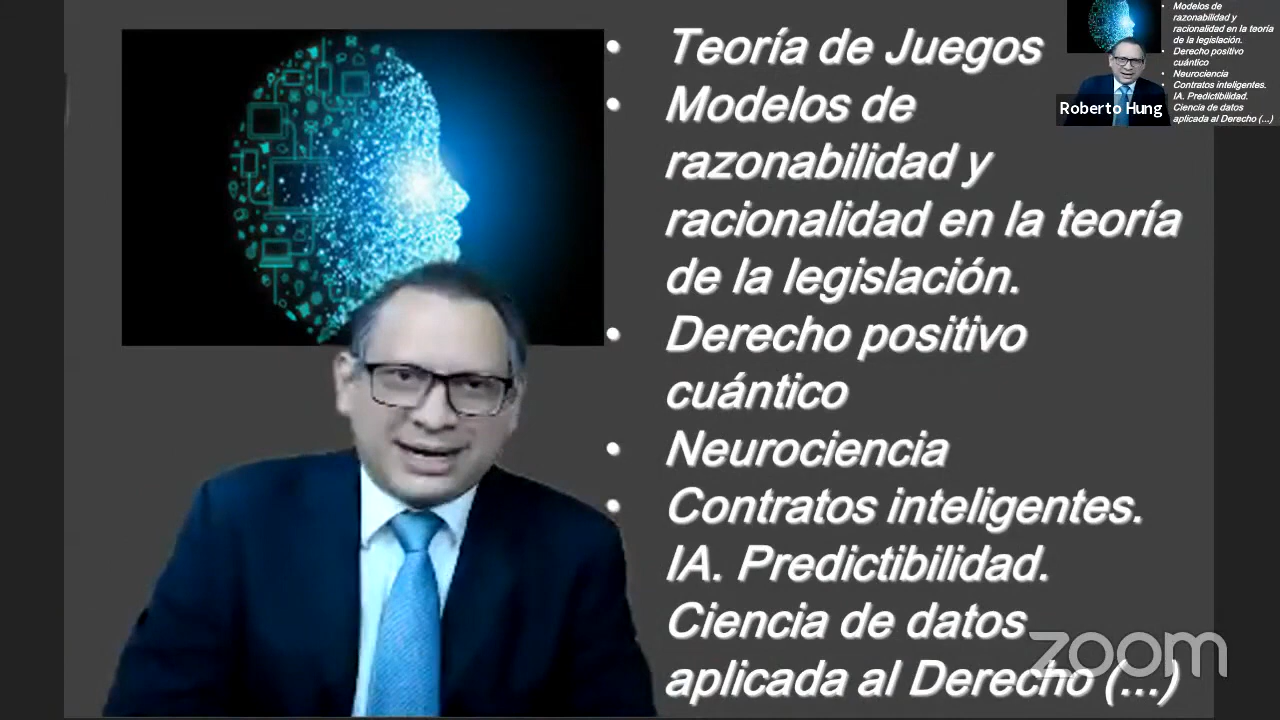 • Teoría de Juegos
• Modelos de
razonabilidad y
racionalidad en la teoría
de la legislación.
• Derecho positivo
cuántico
• Neurociencia
• Contratos inteligentes.
IA. Predictibilidad.
Ciencia de datos
aplicada al Derecho (...)
• Modelos de
razonabilidad y
racionalidad en la teoría
de la legislación.
• Derecho positivo
cuántico
• Neurociencia
• Contratos inteligentes.
IA. Predictibilidad.
Ciencia de datos
aplicada al Derecho (...)
Roberto Hung
zoom